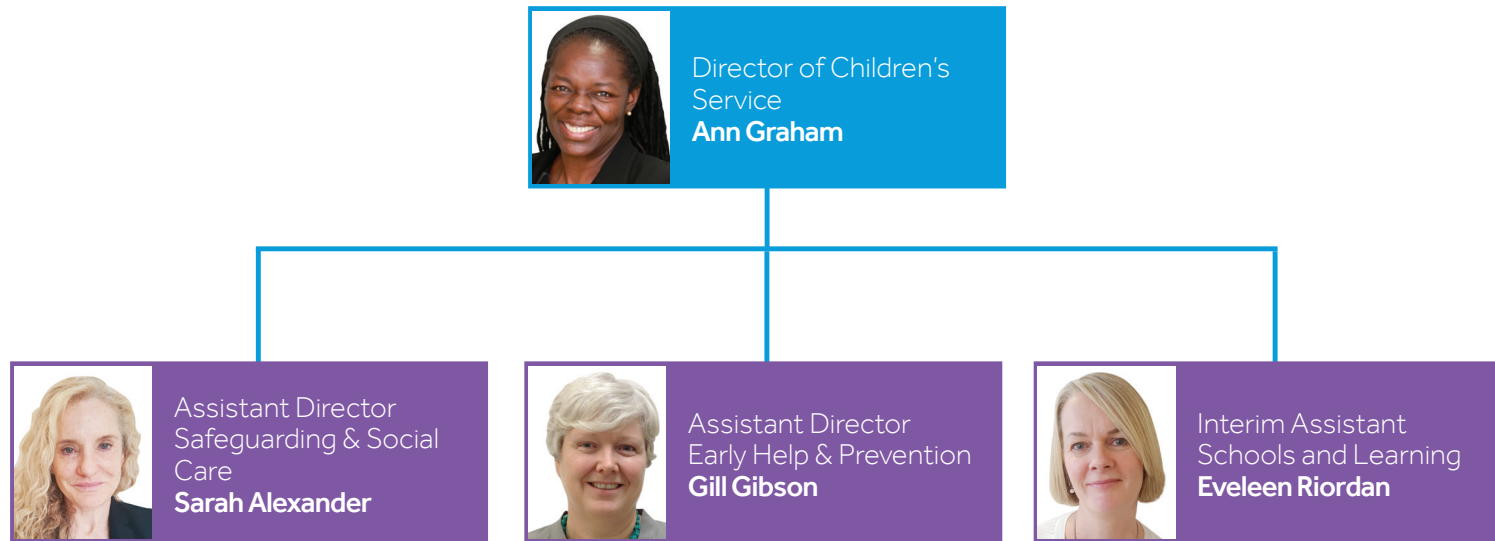 Director of Children's
Service
Ann Graham
Assistant Director
Safeguarding & Social
Care
Sarah Alexander
Assistant Director
Early Help & Prevention
Gill Gibson
Interim Assistant
Schools and Learning
Eveleen Riordan